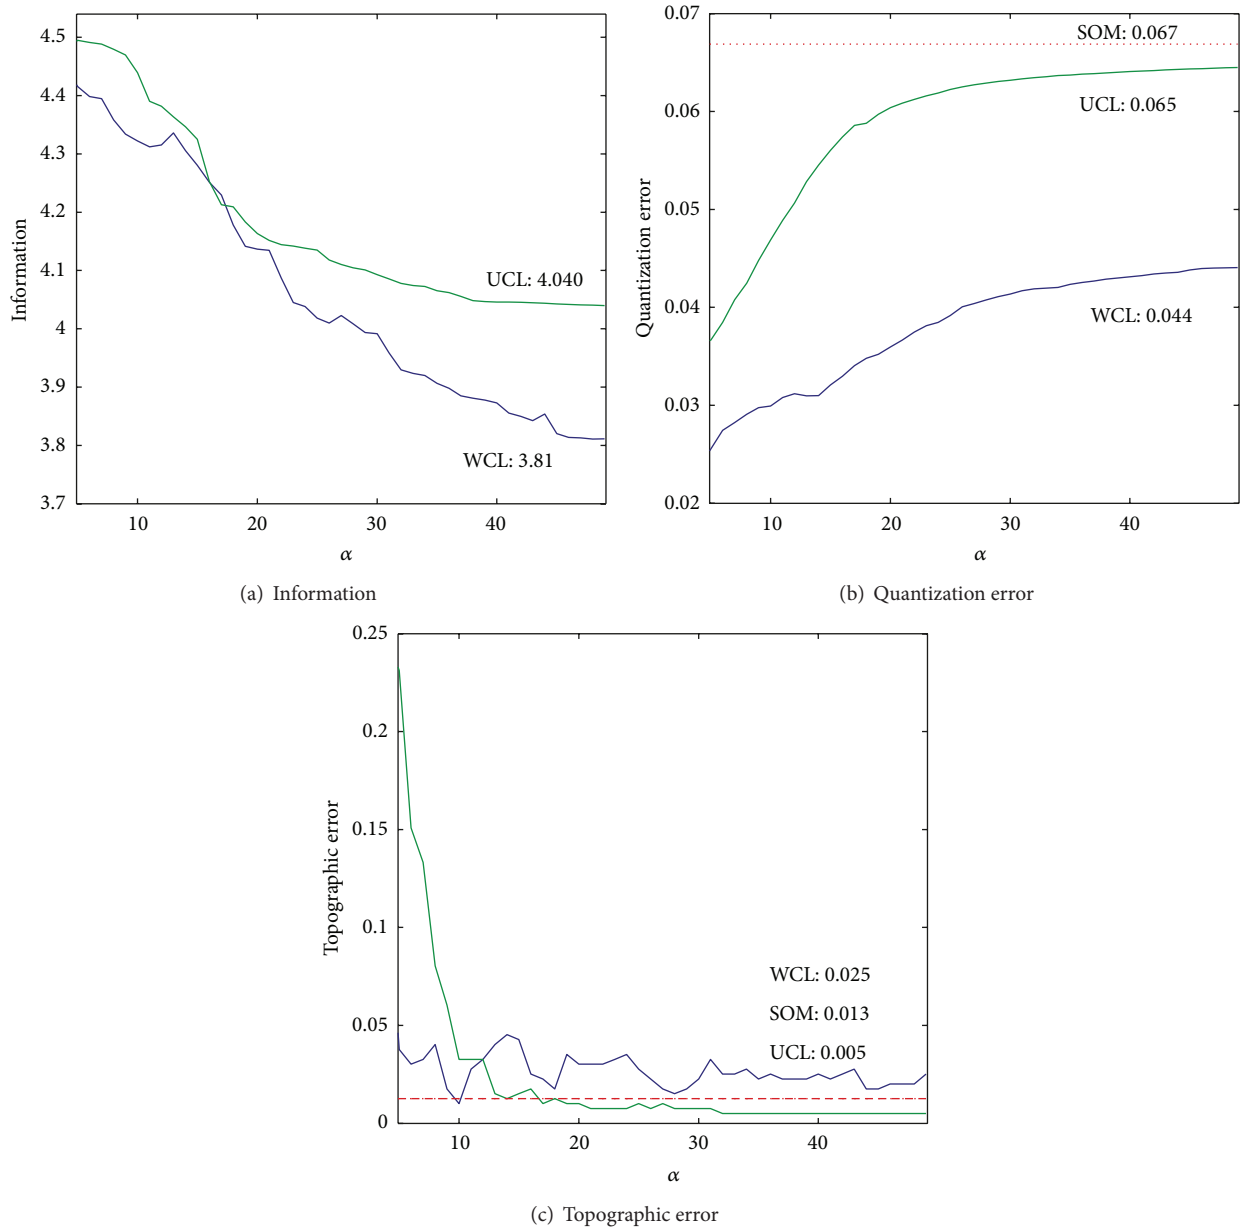 4.5
4.4
4.3
4.2
4.1
4
3.9
3.8
3.7
Information
UCL: 4.040
WCL: 3.81
10 20 30 40
α
(a) Information
0.07
0.06
0.05
0.04
0.03
0.02
Quantization error
SOM: 0.067
UCL: 0.065
WCL: 0.044
10 20 30 40
α
(b) Quantization error
0.25
0.2
0.15
0.1
0.05
0
Topographic error
WCL: 0.025
SOM: 0.013
UCL: 0.005
10 20 30 40
α
(c) Topographic error